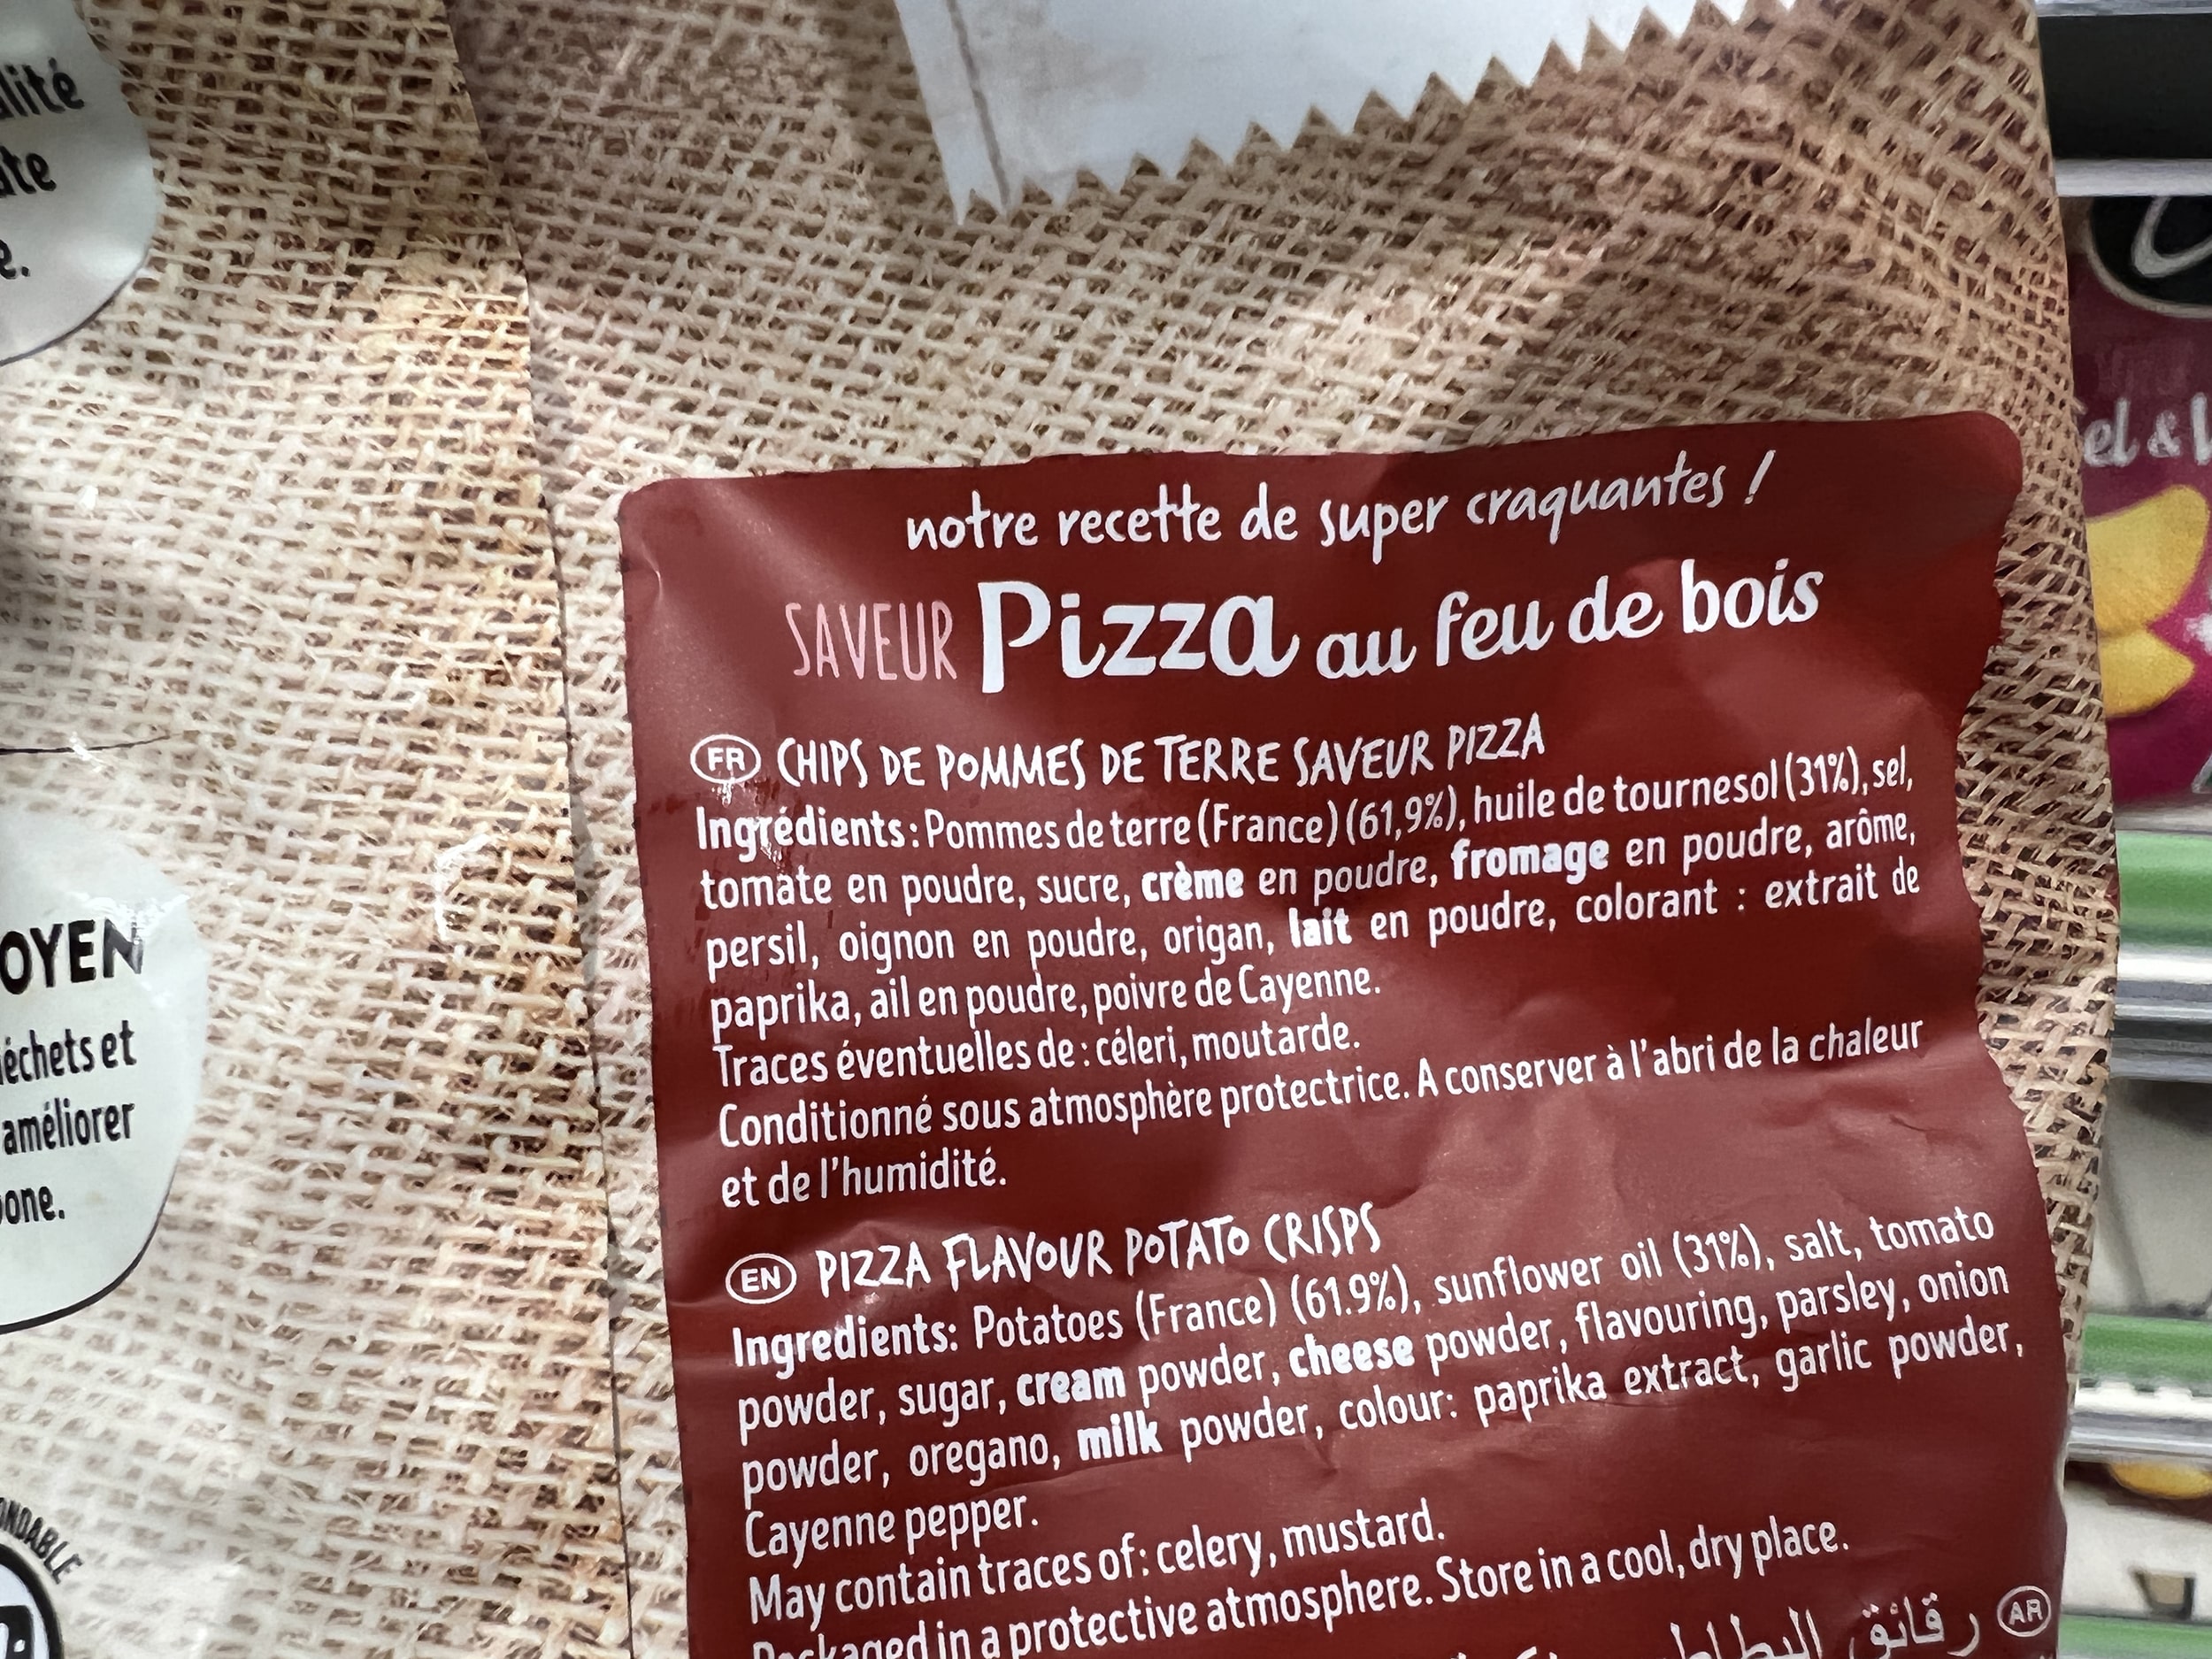 lité
te
e.
OYEN
échets et
améliorer
one.
ONDABLE
notre recette de super craquantes !
SAVEUR Pizza au feu de bois
FR CHIPS DE POMMES DE TERRE SAVEUR PIZZA
Ingrédients : Pommes de terre (France) (61,9%), huile de tournesol (31%), sel,
tomate en poudre, sucre, crème en poudre, fromage en poudre, arôme,
persil, oignon en poudre, origan, lait en poudre, colorant : extrait de
paprika, ail en poudre, poivre de Cayenne.
Traces éventuelles de : céleri, moutarde.
Conditionné sous atmosphère protectrice. A conserver à l'abri de la chaleur
et de l'humidité.
EN PIZZA FLAVOUR POTATO CRISPS
Ingredients: Potatoes (France) (61.9%), sunflower oil (31%), salt, tomato
powder, sugar, cream powder, cheese powder, flavouring, parsley, onion
powder, oregano, milk powder, colour: paprika extract, garlic powder,
Cayenne pepper.
May contain traces of: celery, mustard.
Packaged in a protective atmosphere. Store in a cool, dry place.
AR رقائق البطاطس
el &